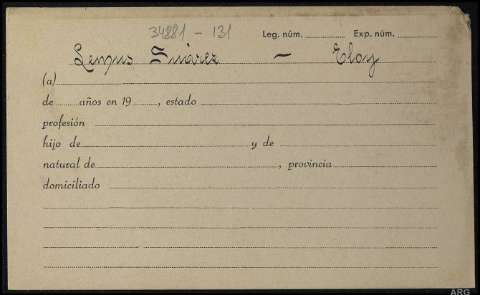 34881 - 131 Leg. núm. Exp. núm.
Lemus Suárez - Eloy
(a)
de años en 19 , estado
profesión
hijo de y de
natural de , provincia
domiciliado
ARG